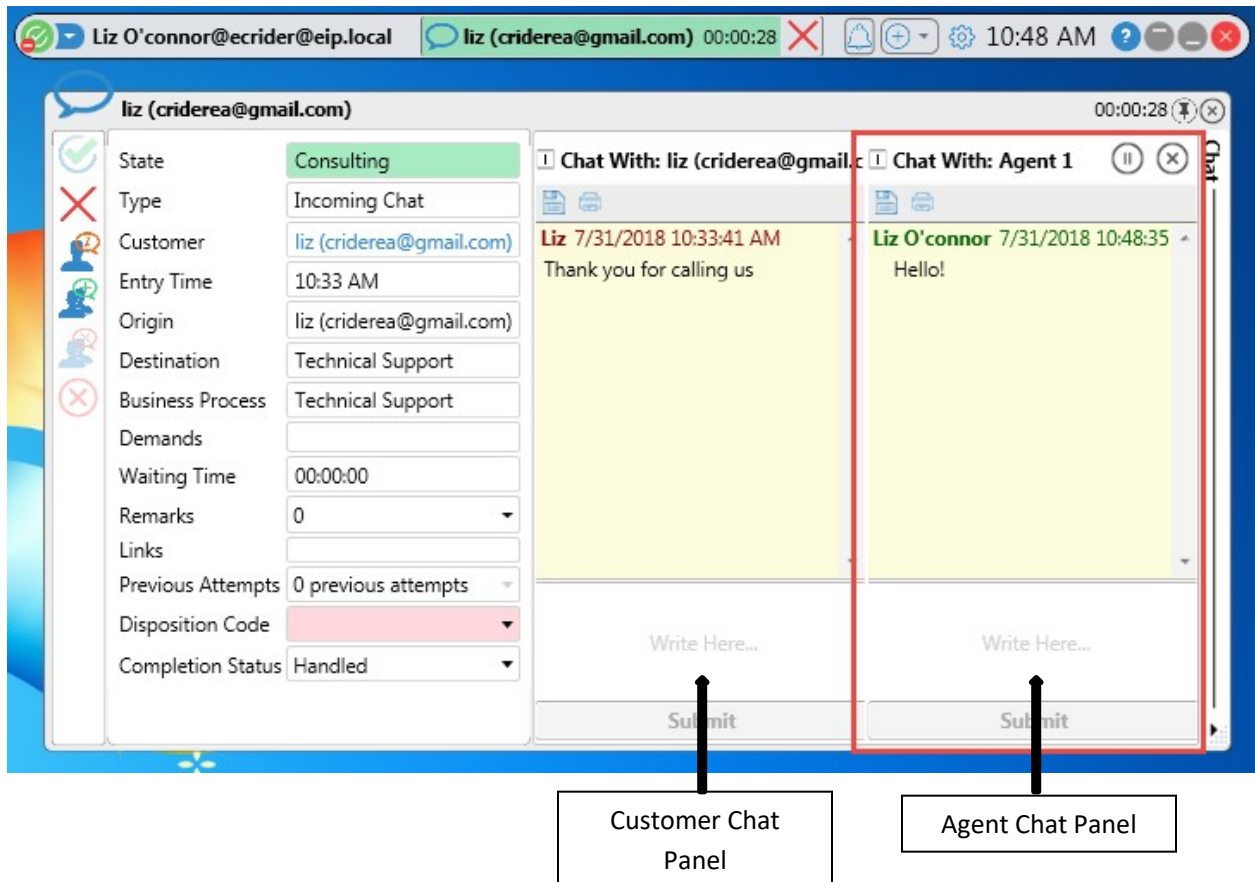 Liz O'connor@ecrider@eip.local liz (criderea@gmail.com) 00:00:28 10:48 AM ?
liz (criderea@gmail.com) 00:00:28
State Consulting
Type Incoming Chat
Customer liz (criderea@gmail.com)
Entry Time 10:33 AM
Origin liz (criderea@gmail.com)
Destination Technical Support
Business Process Technical Support
Demands
Waiting Time 00:00:00
Remarks 0
Links
Previous Attempts 0 previous attempts
Disposition Code
Completion Status Handled
Chat With: liz (criderea@gmail.c
Liz 7/31/2018 10:33:41 AM
Thank you for calling us
Write Here...
Submit
Chat With: Agent 1
Liz O'connor 7/31/2018 10:48:35
Hello!
Write Here...
Submit
Chat
Customer Chat
Panel
Agent Chat Panel